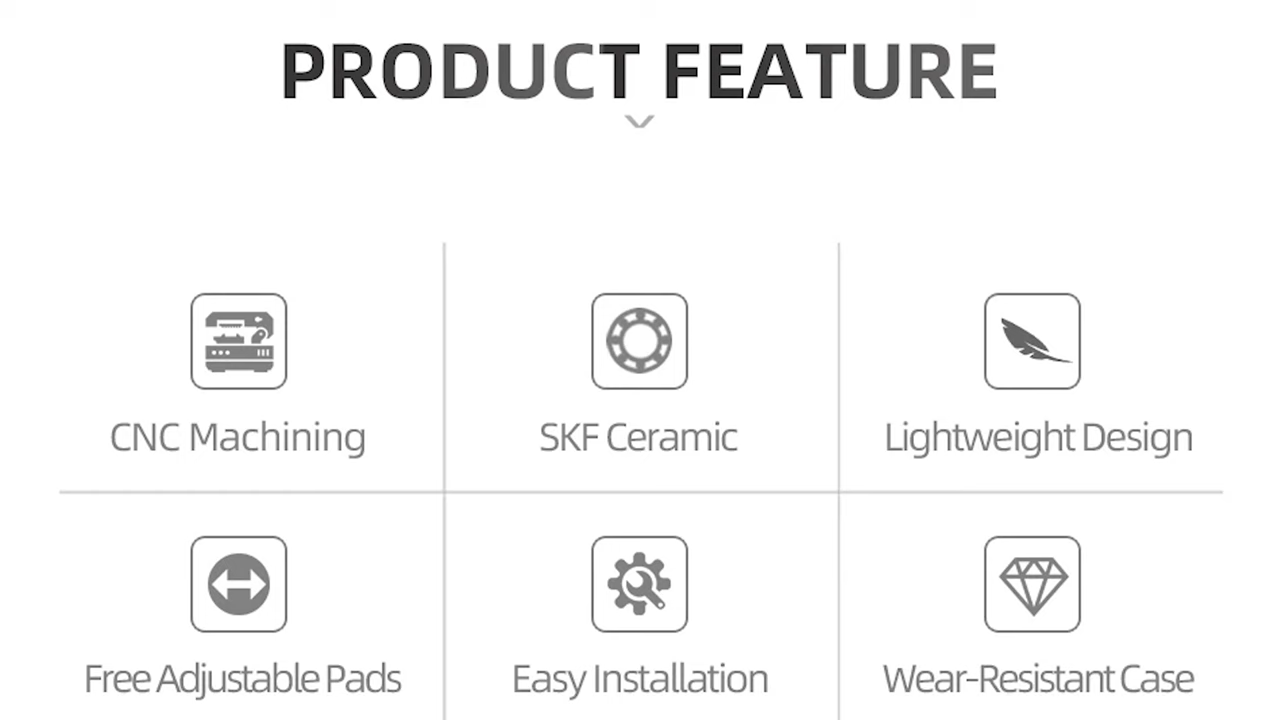 PRODUCT FEATURE
CNC Machining
SKF Ceramic
Lightweight Design
Free Adjustable Pads
Easy Installation
Wear-Resistant Case